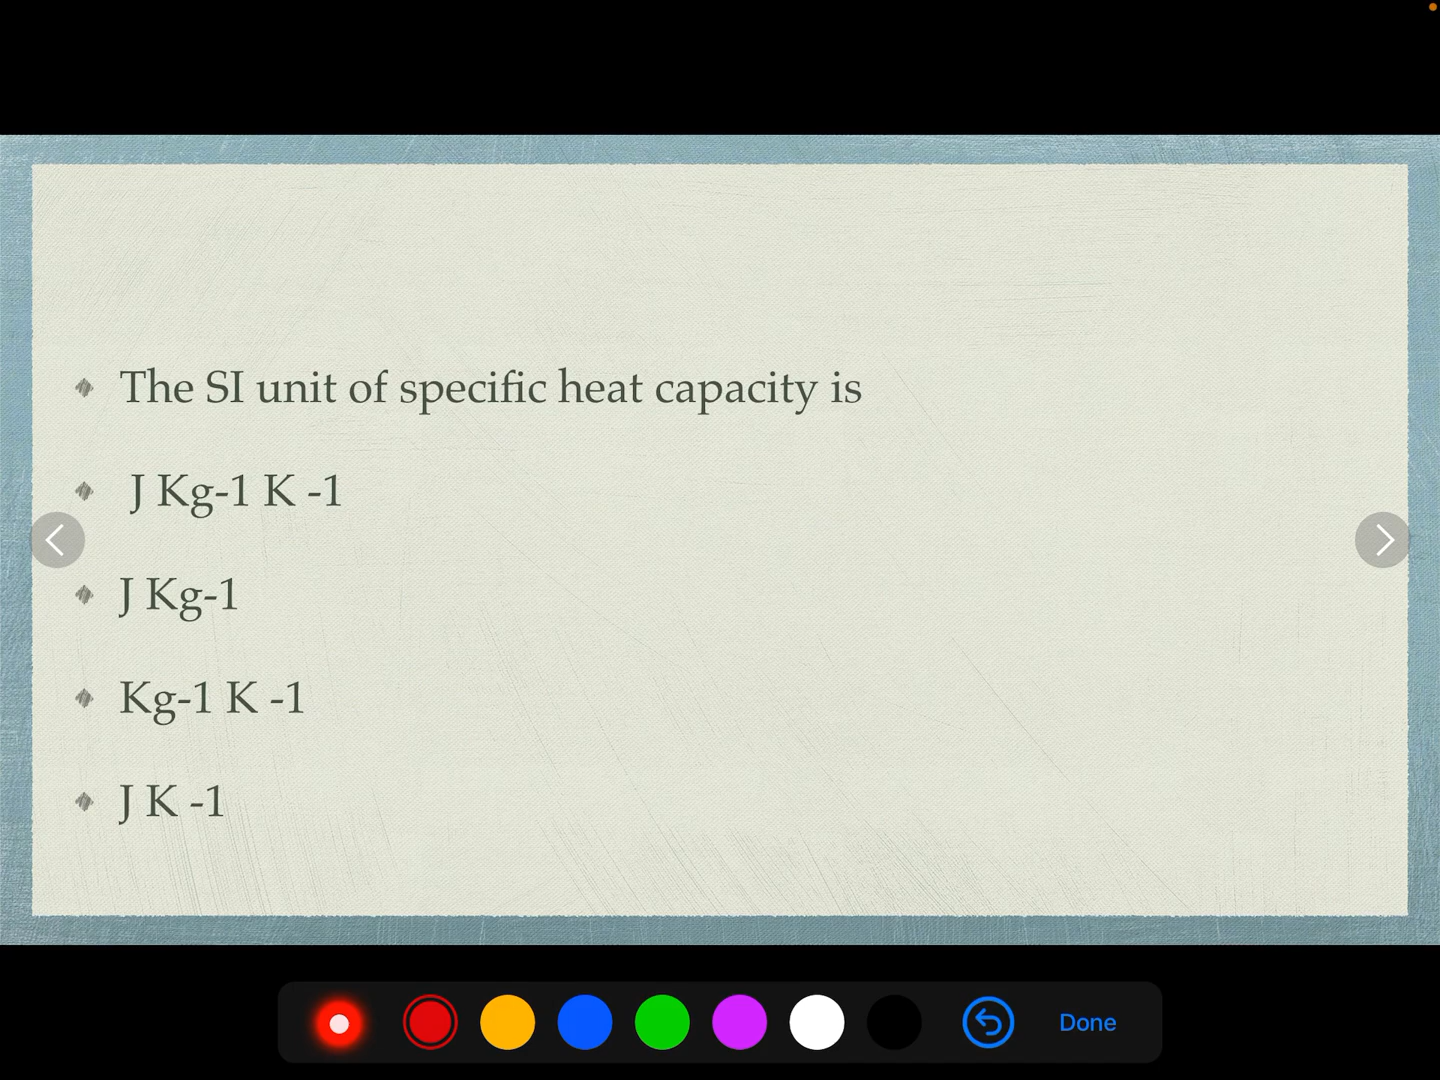 The SI unit of specific heat capacity is
J Kg-1 K -1
J Kg-1
Kg-1 K -1
J K -1
Done